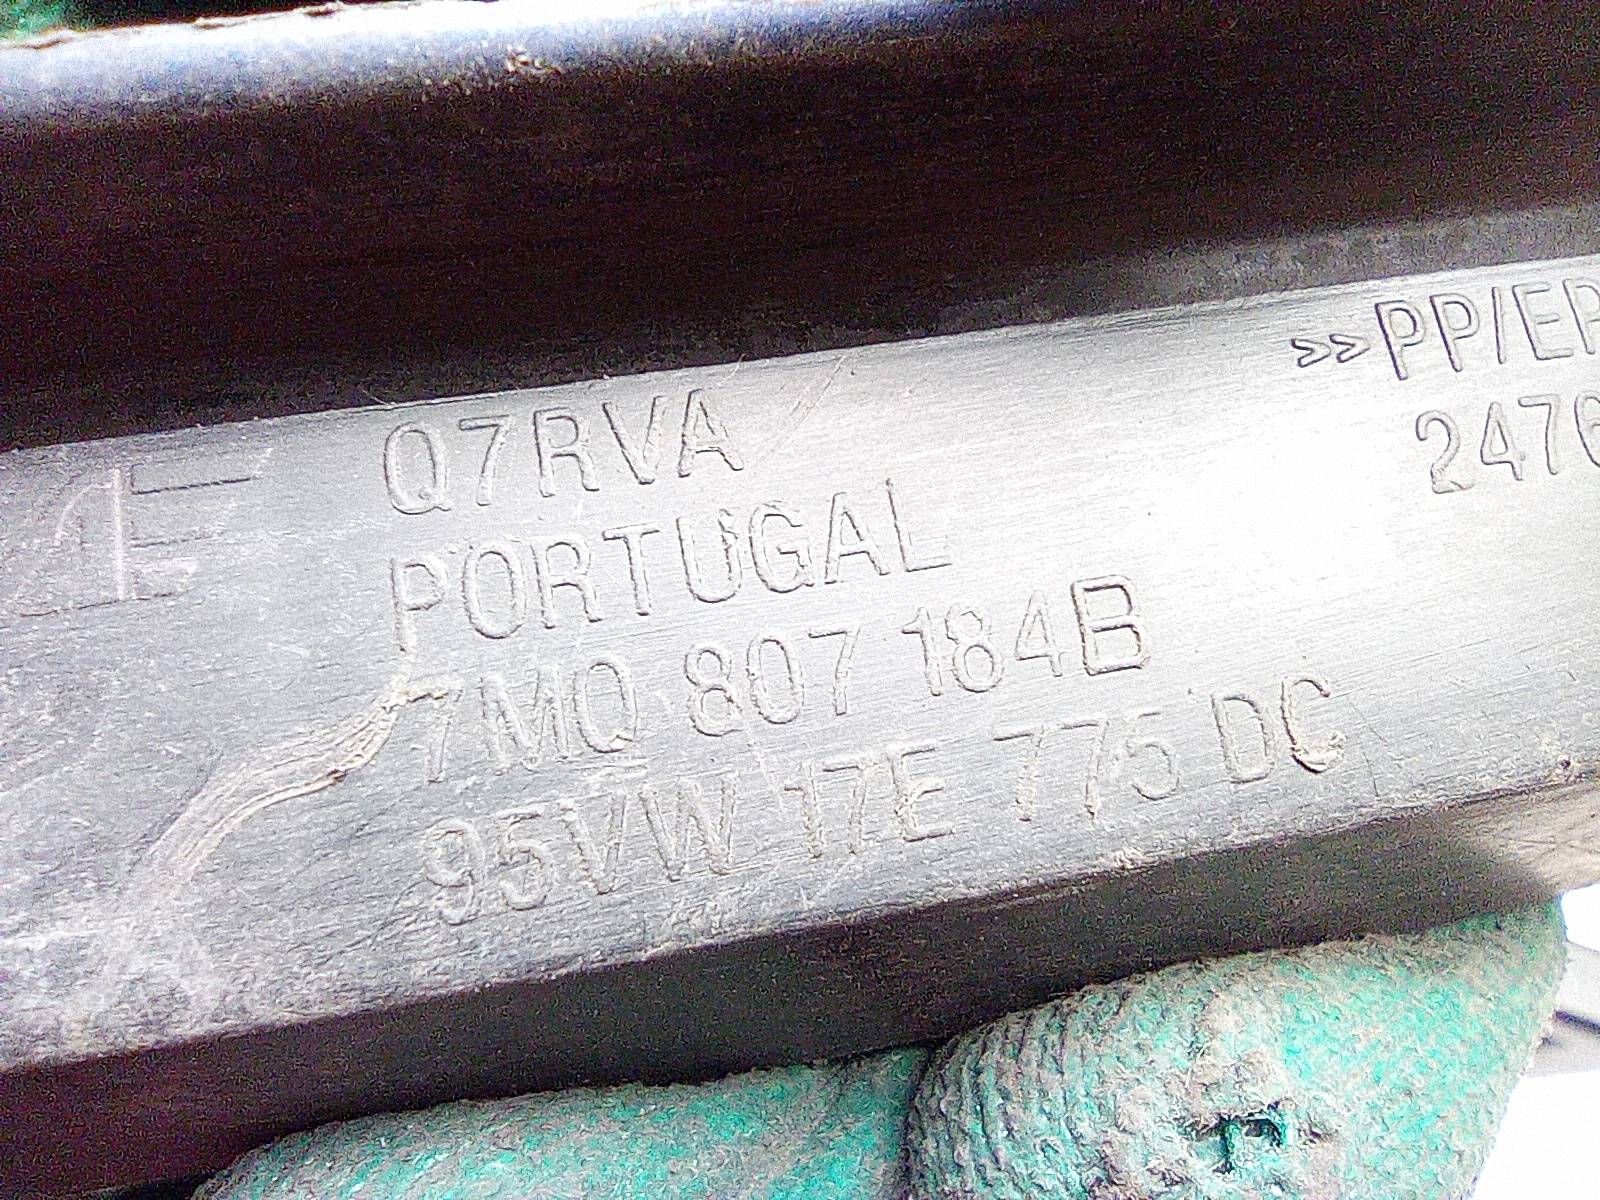 >>PP/EP
2476
Q7RVA
PORTUGAL
7M0 807 184B
95VW 17E 775 DC